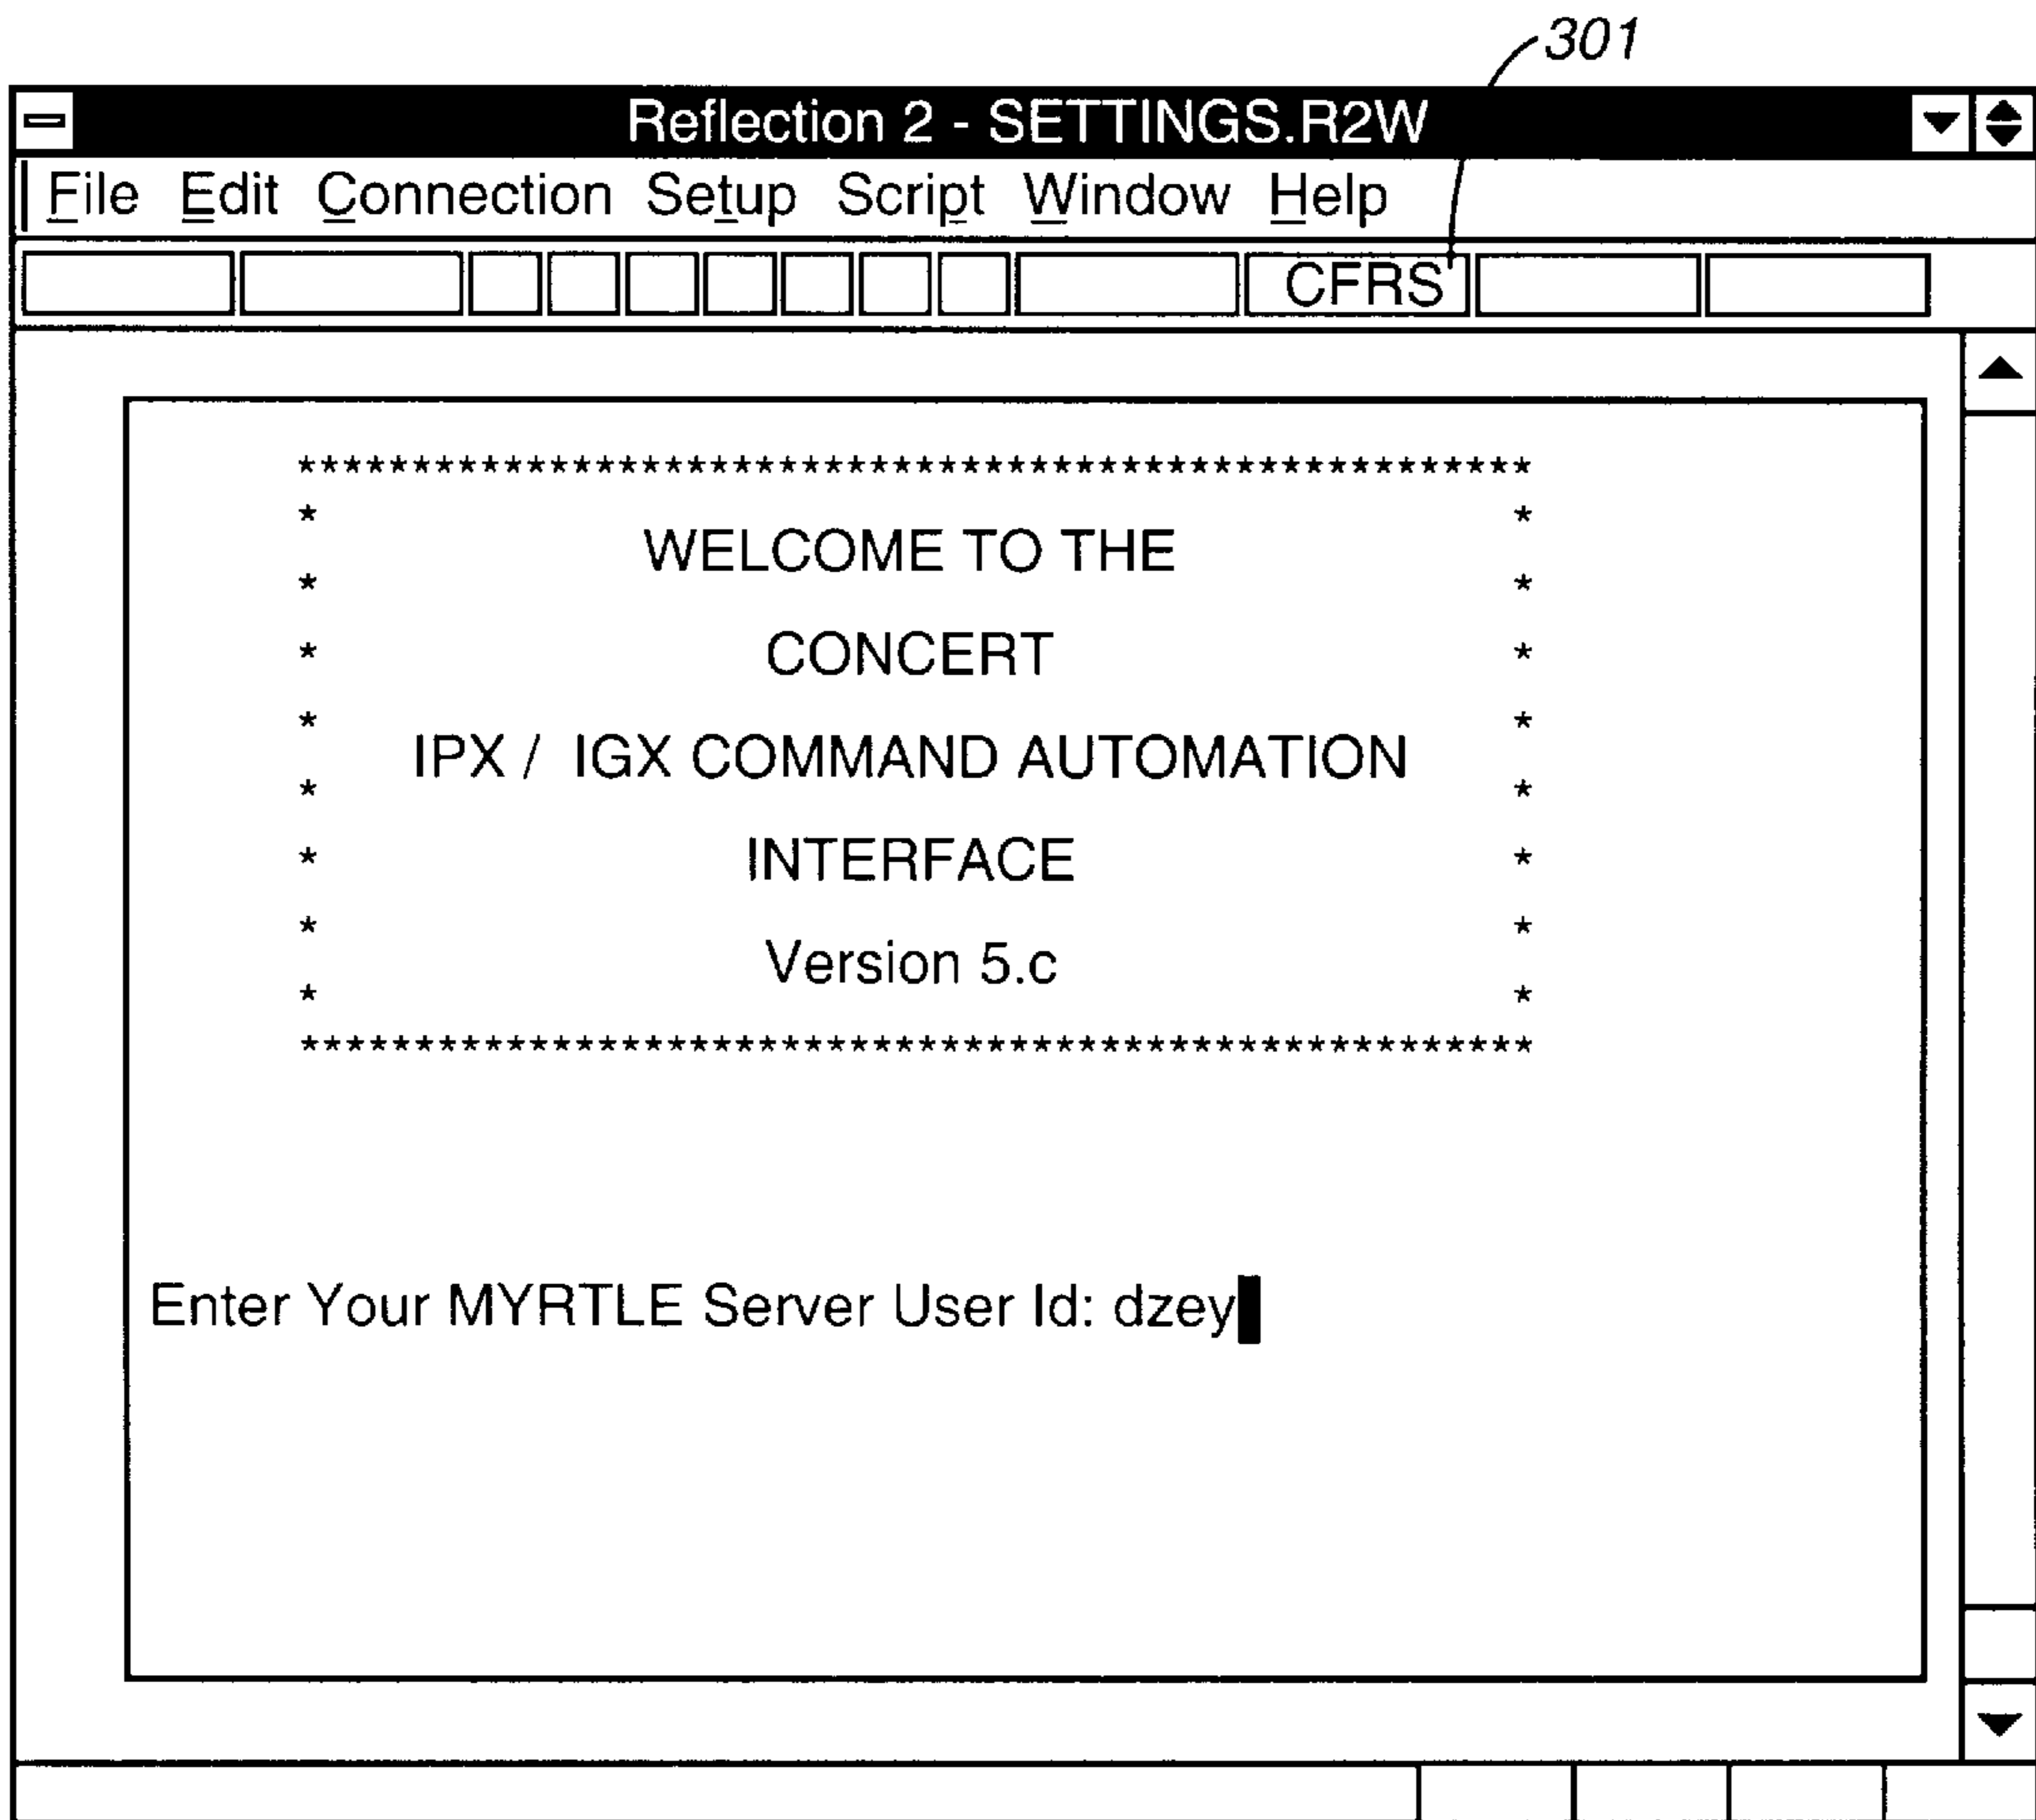 301
Reflection 2 - SETTINGS.R2W
File Edit Connection Setup Script Window Help
CFRS
******************************************************
* WELCOME TO THE *
* *
* CONCERT *
* IPX / IGX COMMAND AUTOMATION *
* *
* INTERFACE *
* Version 5.c *
* *
******************************************************
Enter Your MYRTLE Server User Id: dzey